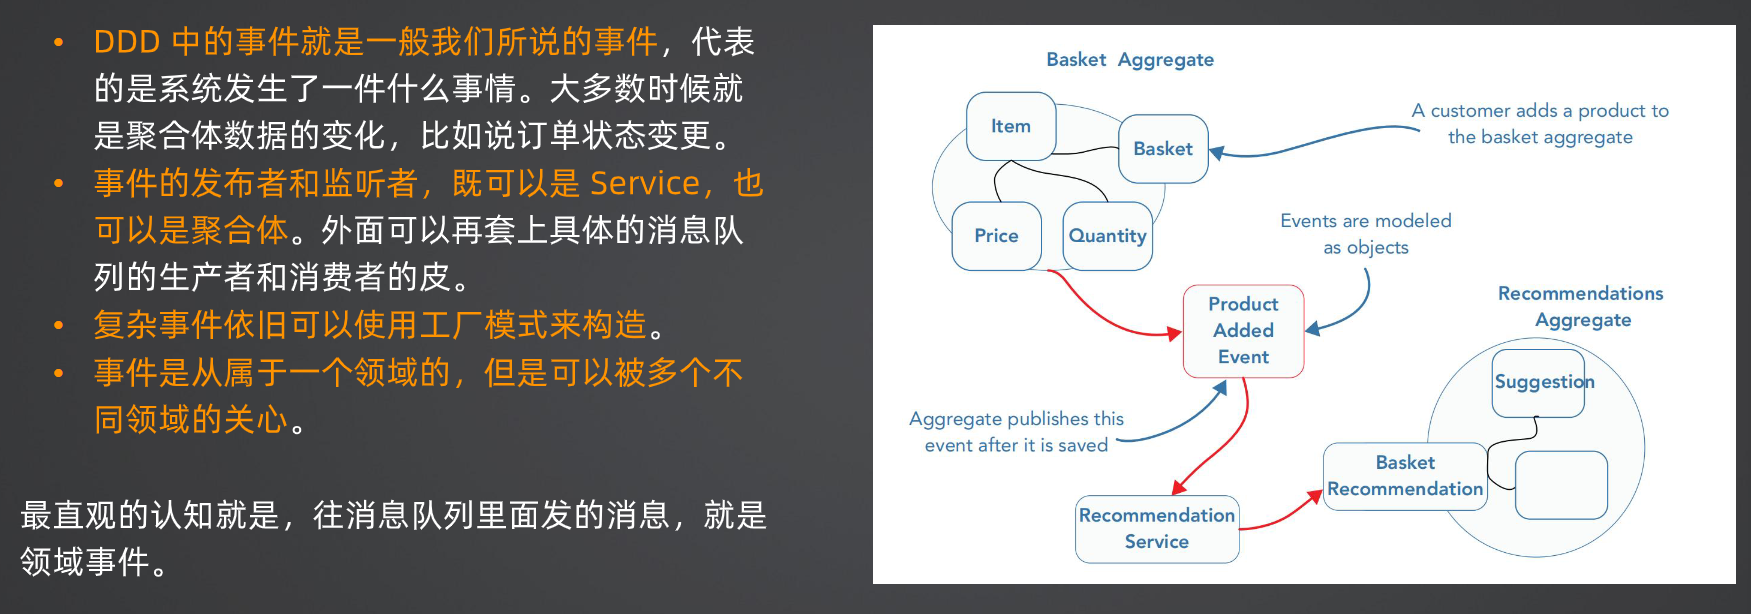 • DDD 中的事件就是一般我们所说的事件，代表
的是系统发生了一件什么事情。大多数时候就
是聚合体数据的变化，比如说订单状态变更。
• 事件的发布者和监听者，既可以是 Service，也
可以是聚合体。外面可以再套上具体的消息队
列的生产者和消费者的皮。
• 复杂事件依旧可以使用工厂模式来构造。
• 事件是从属于一个领域的，但是可以被多个不
同领域的关心。
最直观的认知就是，往消息队列里面发的消息，就是
领域事件。
Basket Aggregate
Item
Basket
Price
Quantity
A customer adds a product to
the basket aggregate
Events are modeled
as objects
Product
Added
Event
Aggregate publishes this
event after it is saved
Recommendations
Aggregate
Suggestion
Basket
Recommendation
Recommendation
Service